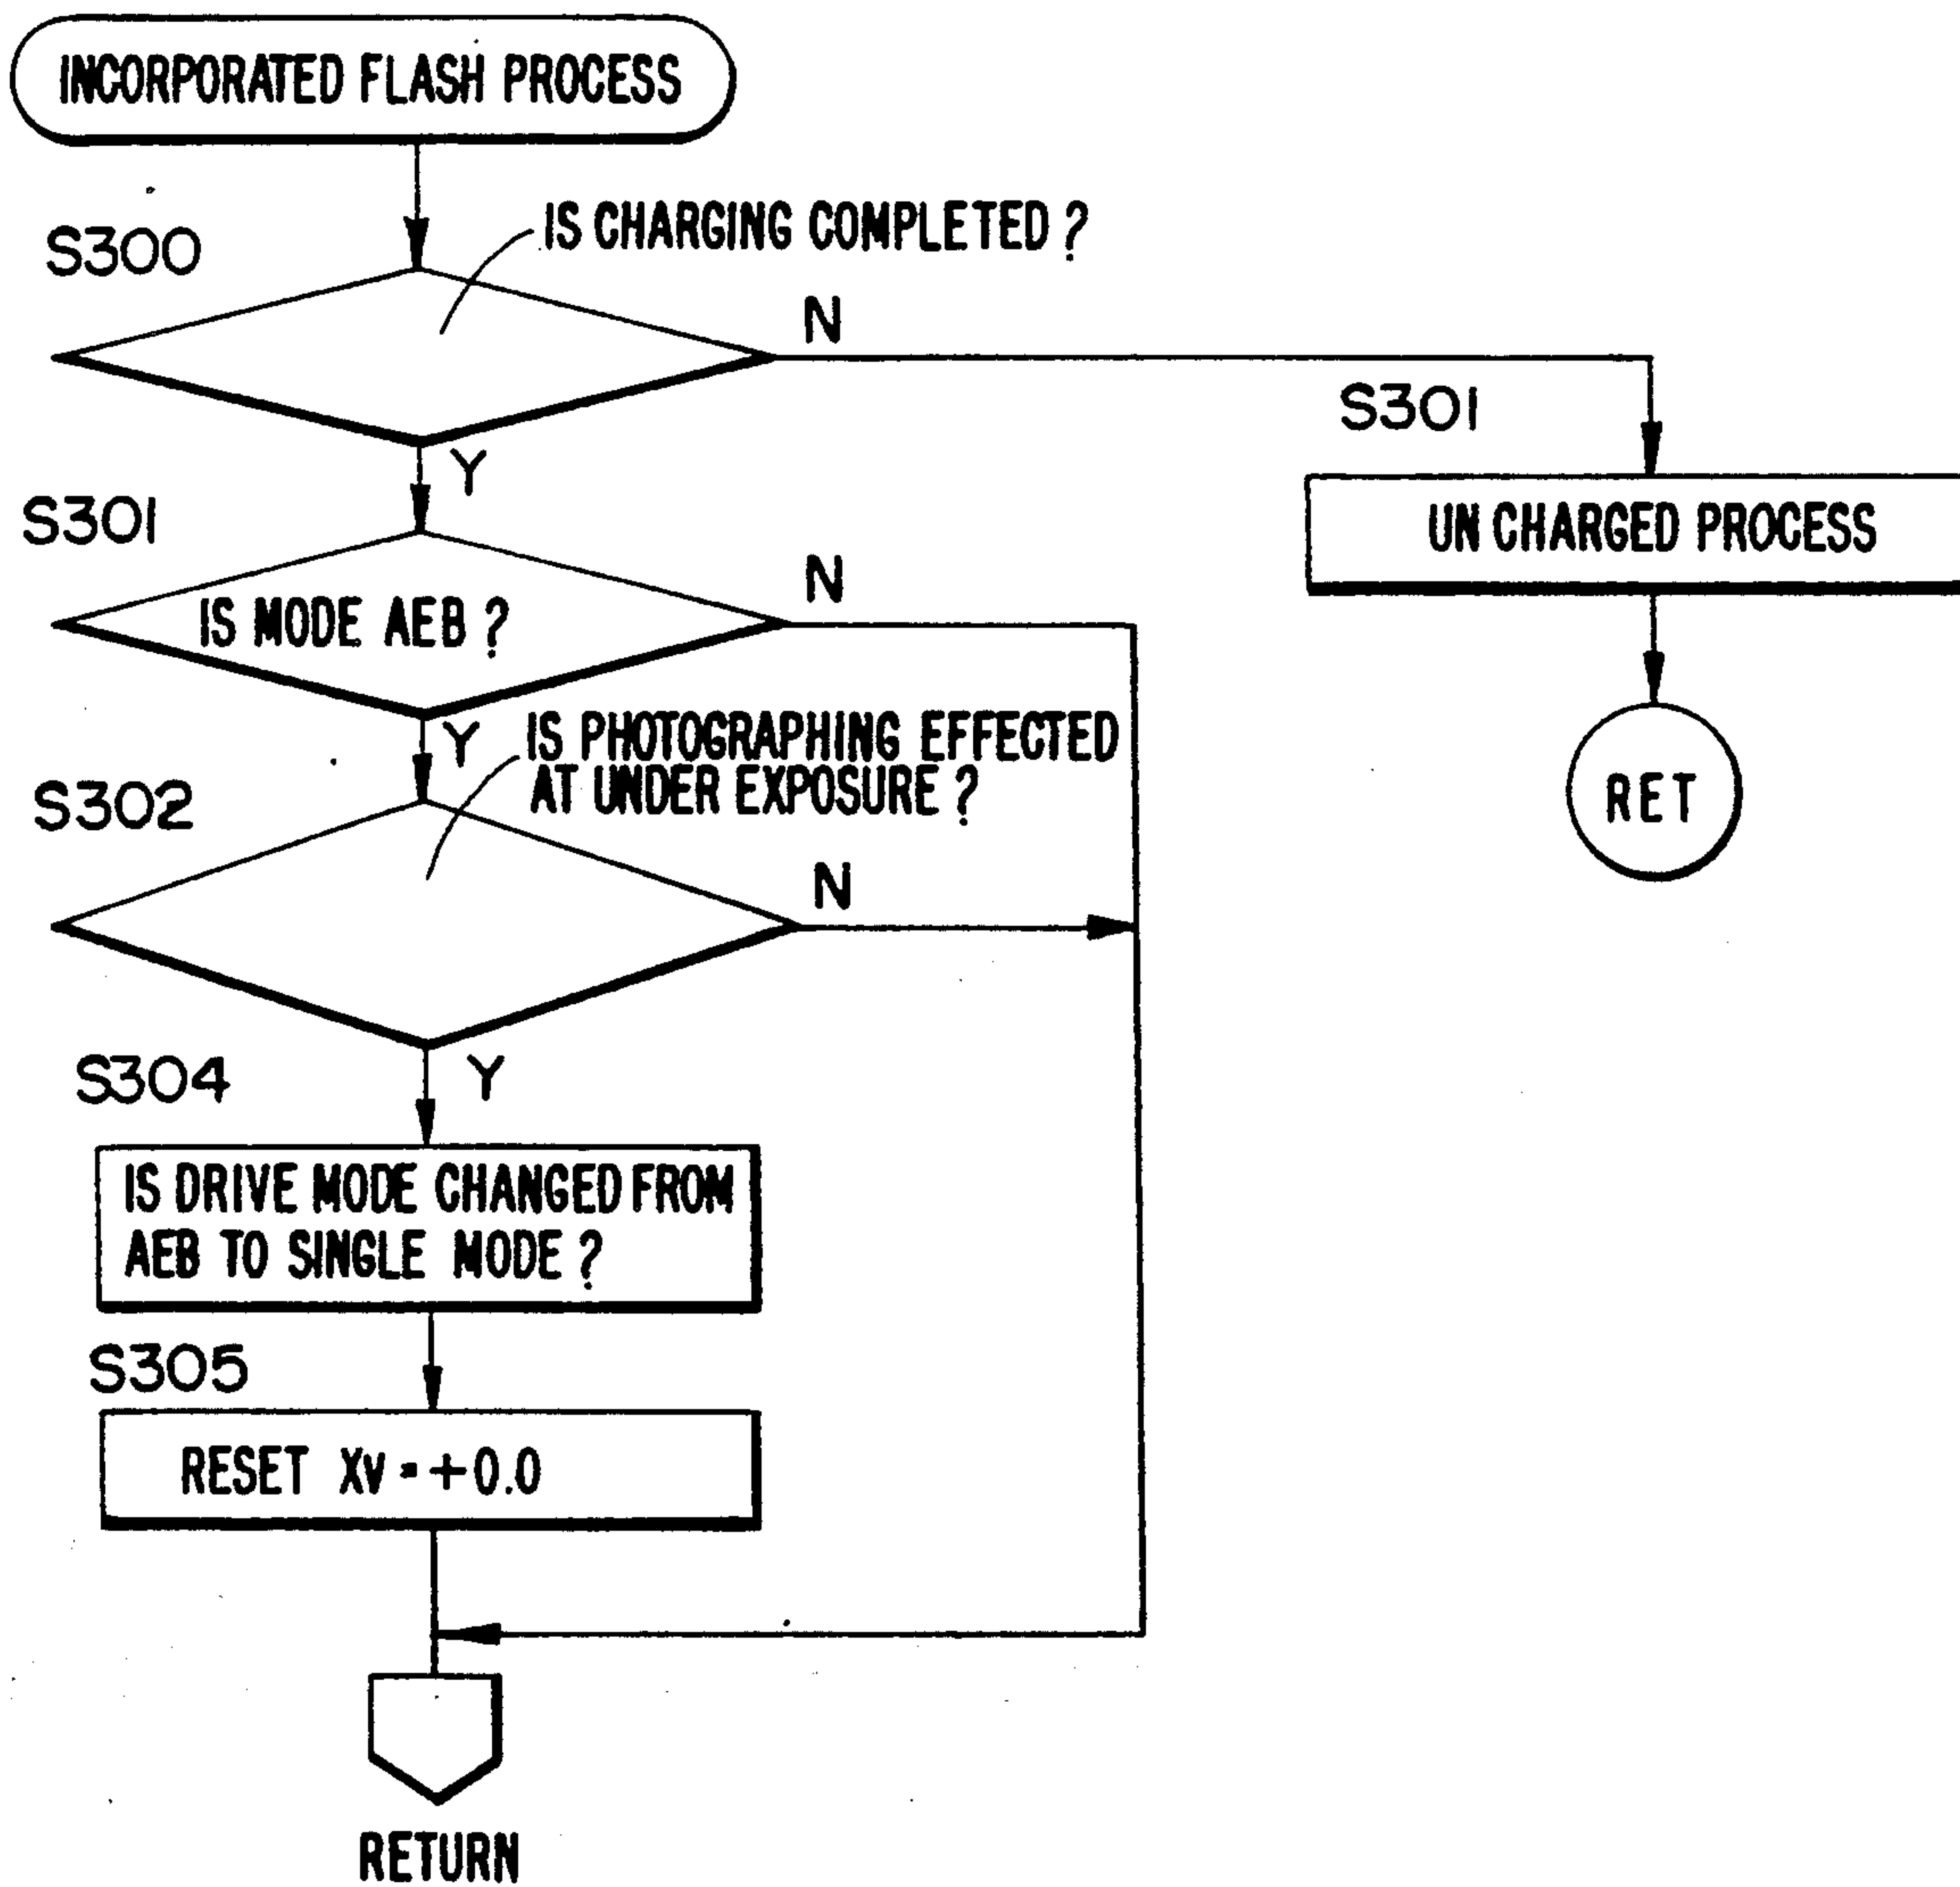 INCORPORATED FLASH PROCESS
S300
IS CHARGING COMPLETED ?
N
Y
S301
UN CHARGED PROCESS
RET
S301
IS MODE AEB ?
N
Y
S302
IS PHOTOGRAPHING EFFECTED
AT UNDER EXPOSURE ?
N
Y
S304
IS DRIVE MODE CHANGED FROM
AEB TO SINGLE MODE ?
S305
RESET XV = +0.0
RETURN